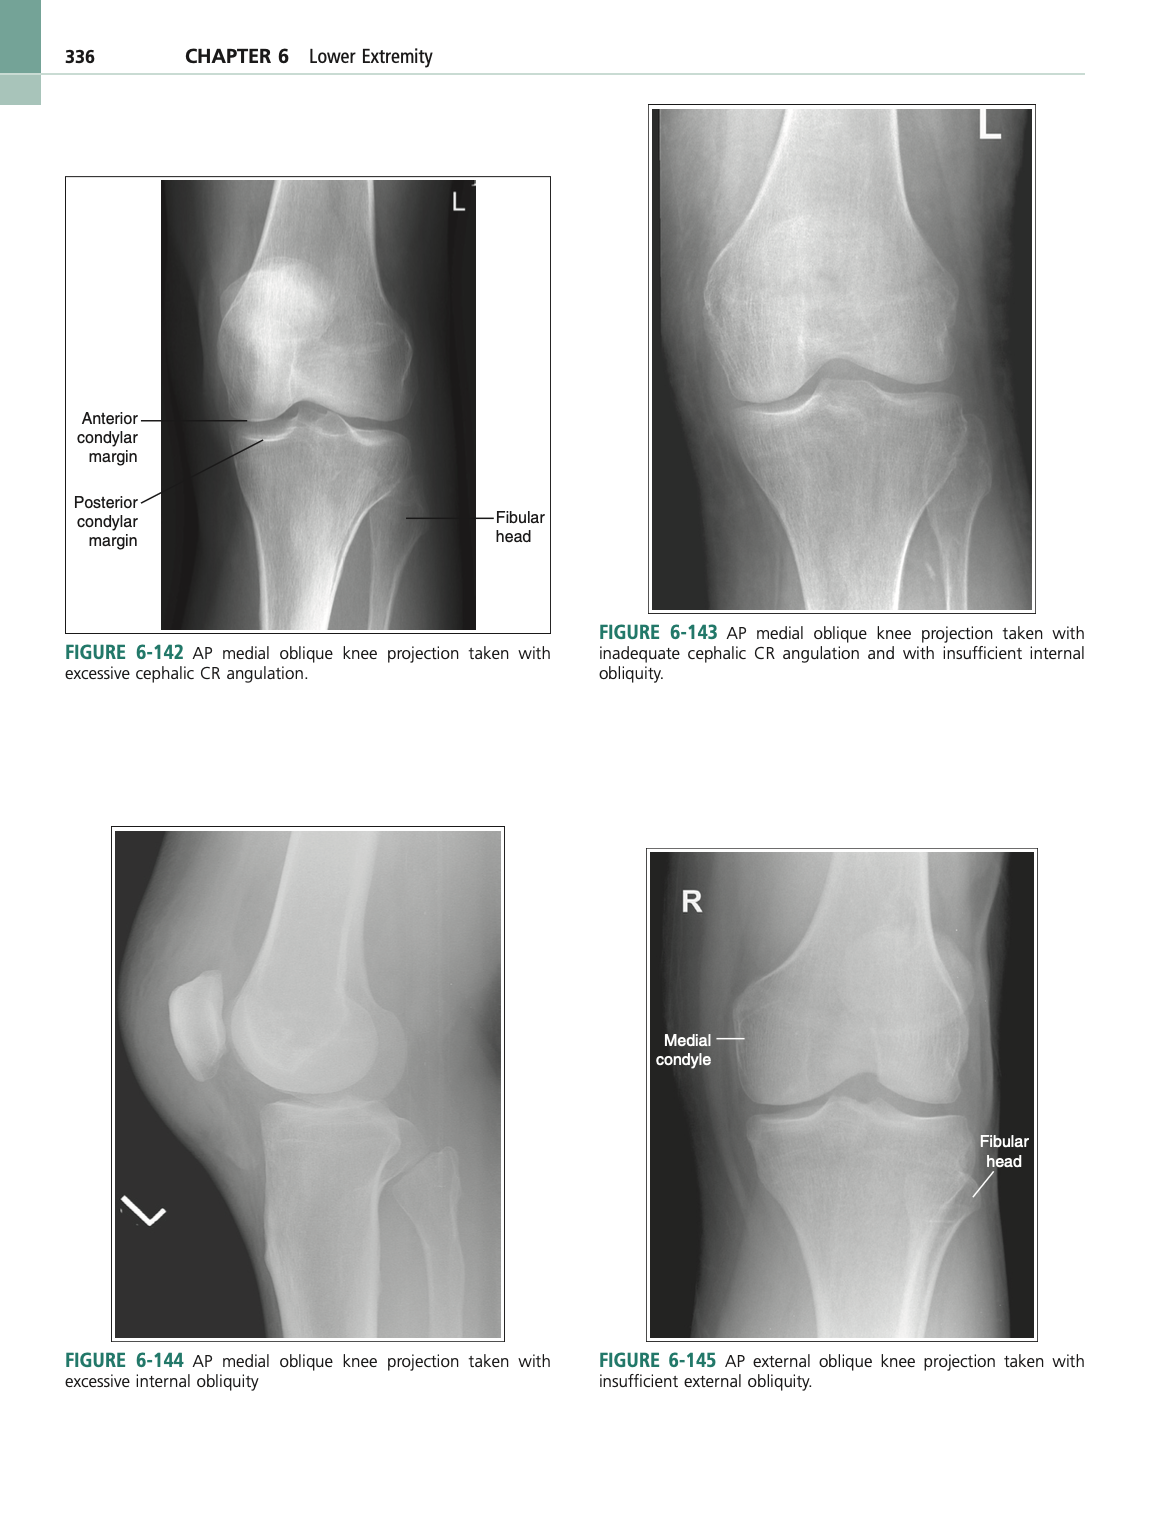 336 CHAPTER 6 Lower Extremity
L
Anterior
condylar
margin
Posterior
condylar
margin
Fibular
head
FIGURE 6-142 AP medial oblique knee projection taken with
excessive cephalic CR angulation.
L
FIGURE 6-143 AP medial oblique knee projection taken with
inadequate cephalic CR angulation and with insufficient internal
obliquity.
L
FIGURE 6-144 AP medial oblique knee projection taken with
excessive internal obliquity
R
Medial
condyle
Fibular
head
FIGURE 6-145 AP external oblique knee projection taken with
insufficient external obliquity.